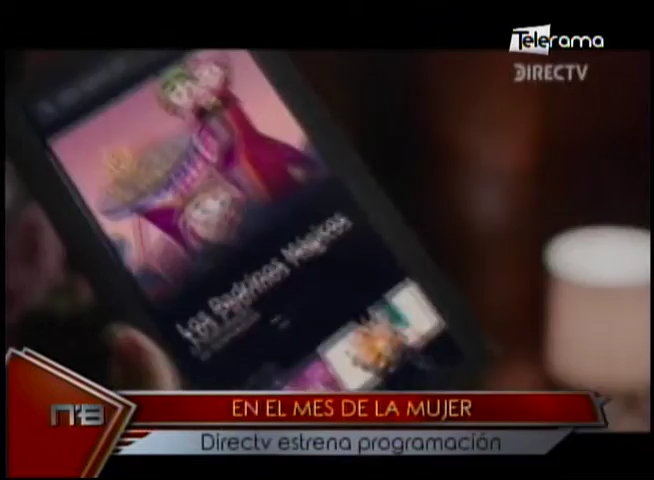 Telerama
DIRECTV
Los Padrinos Mágicos
EN EL MES DE LA MUJER
Directv estrena programación